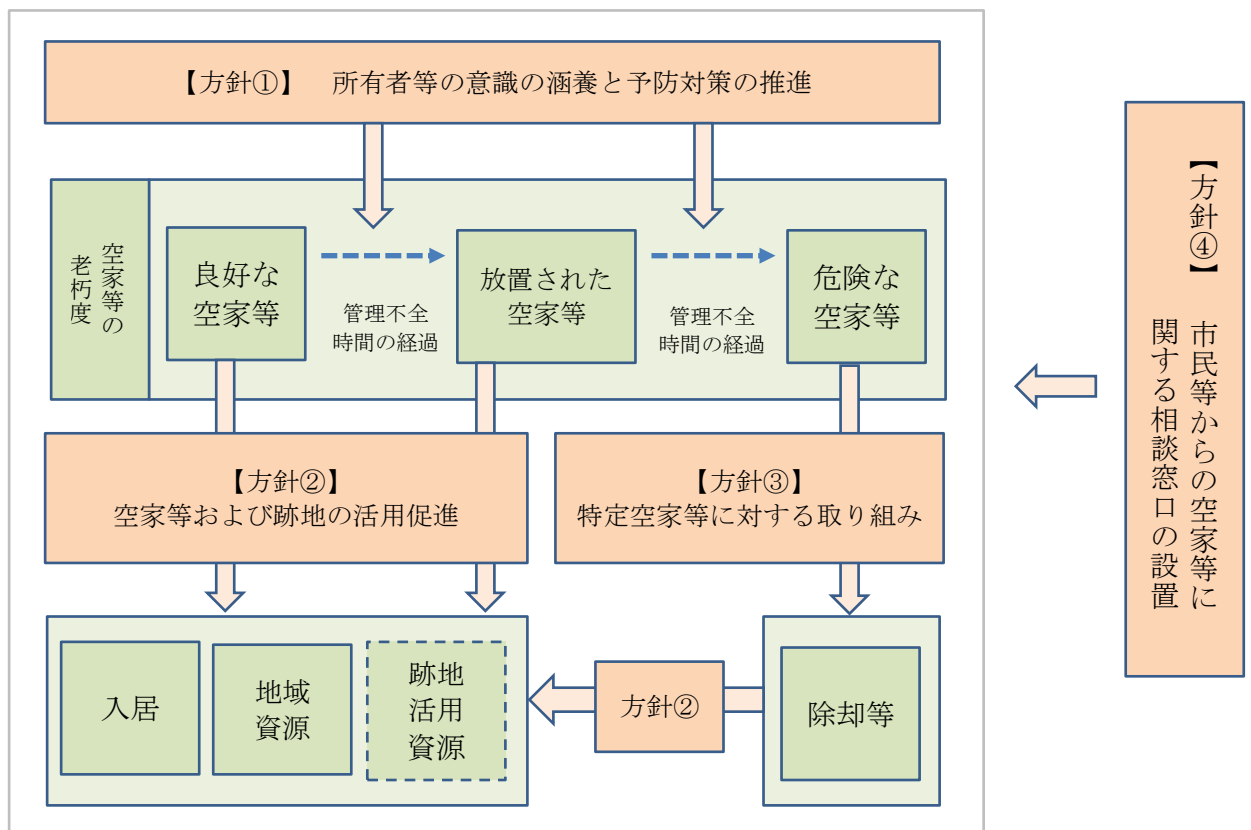 【方針①】　所有者等の意識の涵養と予防対策の推進
空家等の
老朽度
良好な
空家等
管理不全
時間の経過
放置された
空家等
管理不全
時間の経過
危険な
空家等
【方針②】
空家等および跡地の活用促進
【方針③】
特定空家等に対する取り組み
入居
地域
資源
跡地
活用
資源
方針②
除却等
【方針④】　市民等からの空家等に
関する相談窓口の設置